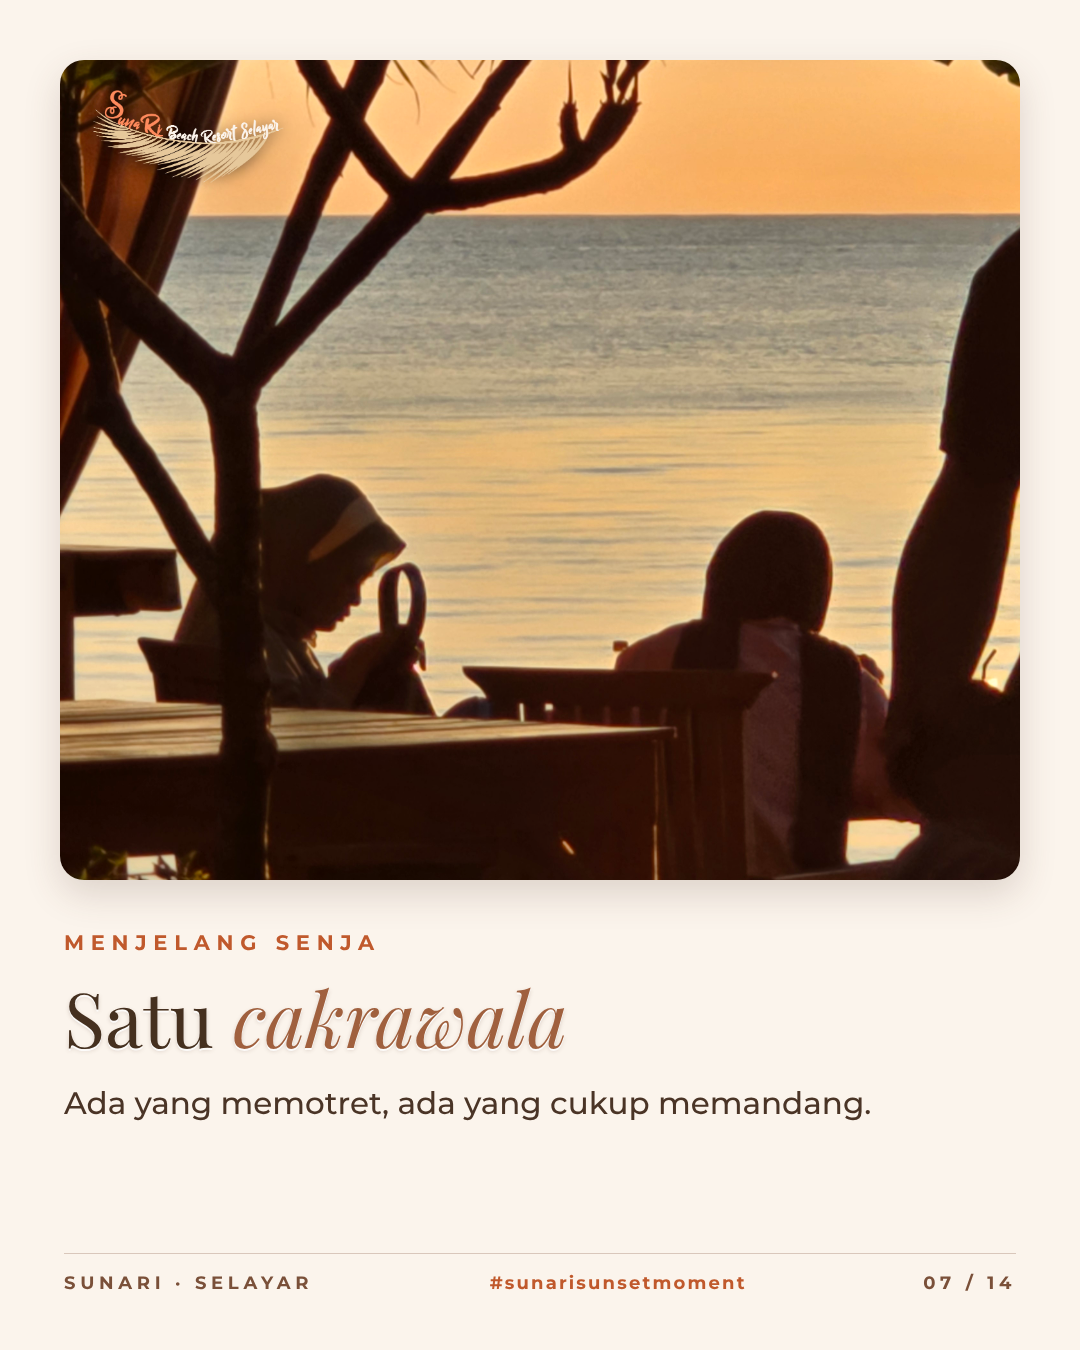 SunaRi Beach Resort Selayar
MENJELANG SENJA
Satu cakrawala
Ada yang memotret, ada yang cukup memandang.
SUNARI · SELAYAR
#sunarisunsetmoment
07 / 14